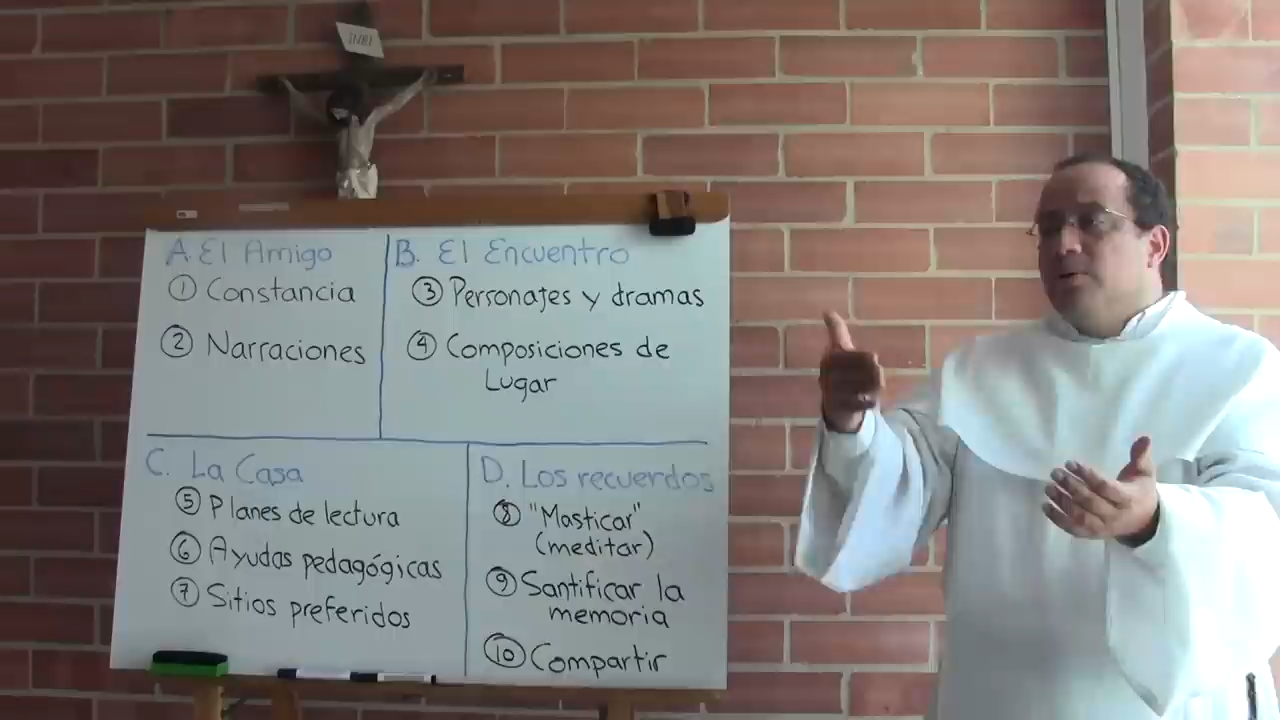 INRI
A. El Amigo
① Constancia
② Narraciones
B. El Encuentro
③ Personajes y dramas
④ Composiciones de
Lugar
C. La Casa
⑤ Planes de lectura
⑥ Ayudas pedagógicas
⑦ Sitios preferidos
D. Los recuerdos
⑧ "Masticar"
(meditar)
⑨ Santificar la
memoria
⑩ Compartir